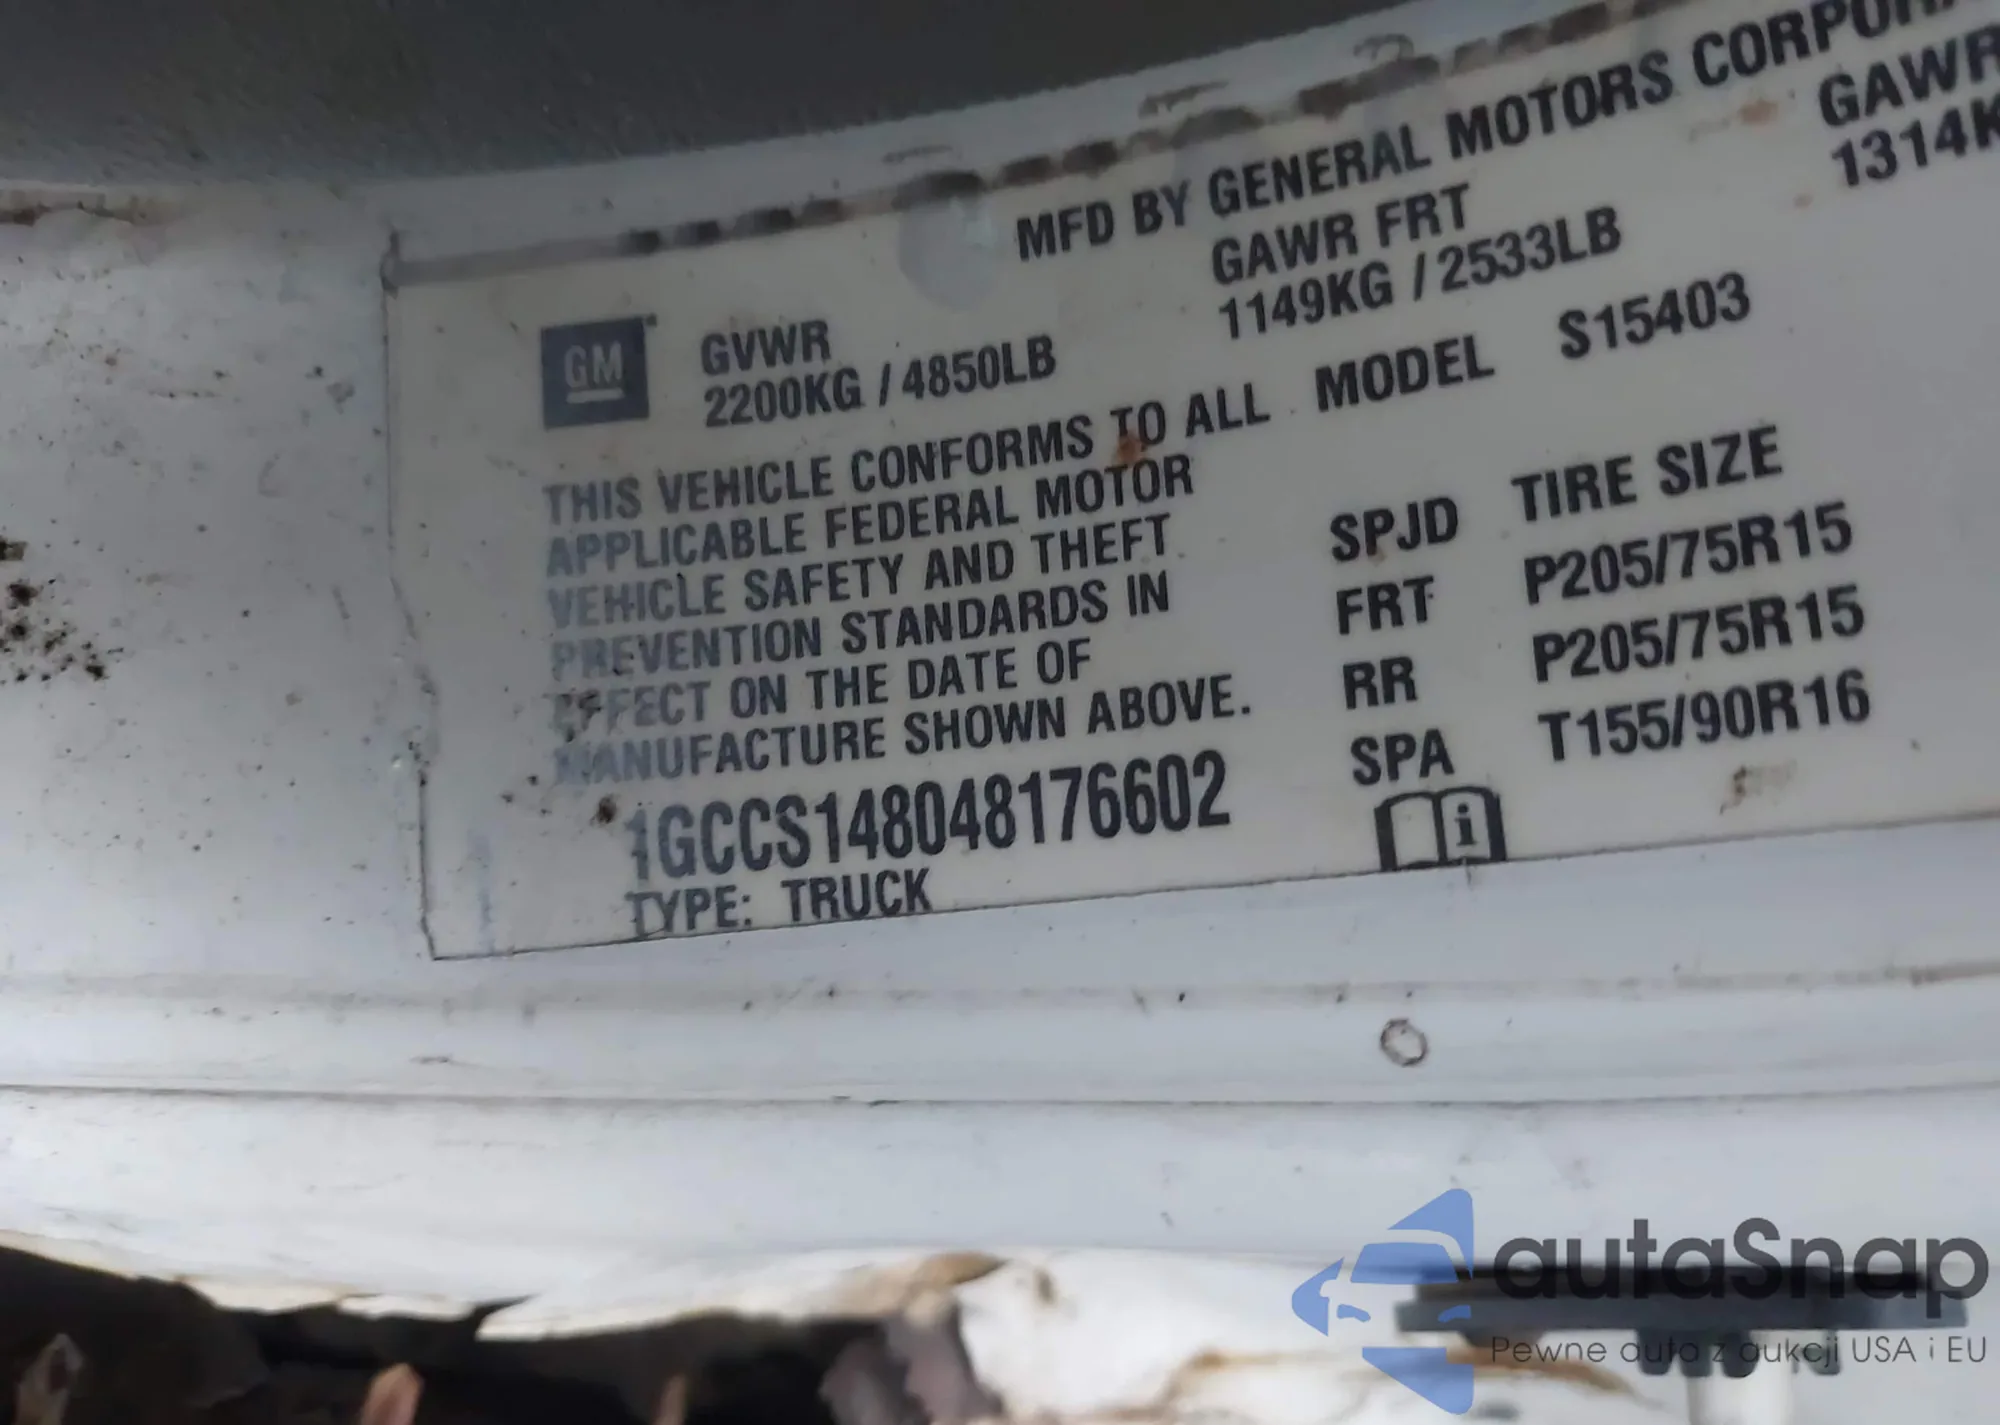 MFD BY GENERAL MOTORS
GAWR FRT
1149KG / 2533LB
GAWR
1314K
GM
GVWR
2200KG / 4850LB
THIS VEHICLE CONFORMS TO ALL
APPLICABLE FEDERAL MOTOR
VEHICLE SAFETY AND THEFT
PREVENTION STANDARDS IN
EFFECT ON THE DATE OF
MANUFACTURE SHOWN ABOVE.
1GCCS148048176602
TYPE: TRUCK
MODEL S15403
SPJD TIRE SIZE
FRT P205/75R15
RR P205/75R15
SPA T155/90R16
i
autaSnap
Pewne auta z aukcji USA i EU